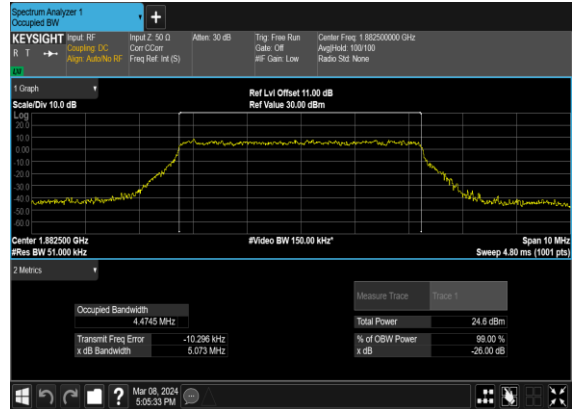 Spectrum Analyzer 1
Occupied BW
+
KEYSIGHT Input: RF Input Z: 50 Ω Atten: 30 dB Trig: Free Run Center Freq: 1.882500000 GHz
R T Coupling: DC Corr CCorr Gate: Off Avg|Hold: 100/100
Align: Auto/No RF Freq Ref: Int (S) #IF Gain: Low Radio Std: None
LW
1 Graph
Ref Lvl Offset 11.00 dB
Scale/Div 10.0 dB Ref Value 30.00 dBm
Log
20.0
10.0
0.00
-10.0
-20.0
-30.0
-40.0
-50.0
-60.0
Center 1.882500 GHz #Video BW 150.00 kHz* Span 10 MHz
#Res BW 51.000 kHz Sweep 4.80 ms (1001 pts)
2 Metrics
Measure Trace Trace 1
Occupied Bandwidth
4.4745 MHz Total Power 24.6 dBm
Transmit Freq Error -10.296 kHz % of OBW Power 99.00 %
x dB Bandwidth 5.073 MHz x dB -26.00 dB
?
Mar 08, 2024
5:05:33 PM